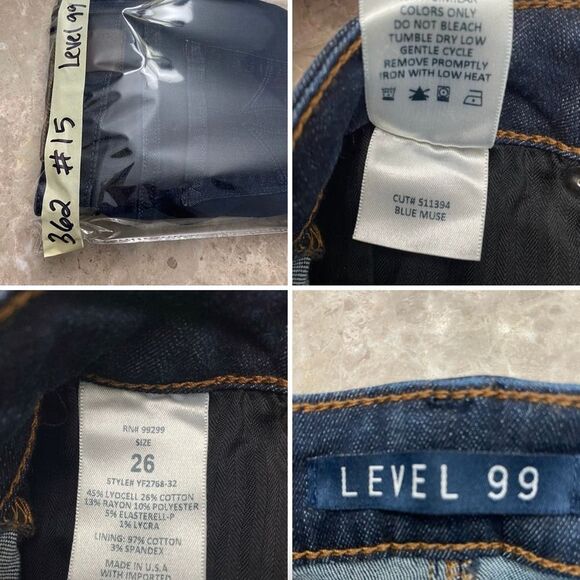 362 #15 Level 99
COLORS ONLY
DO NOT BLEACH
TUMBLE DRY LOW
GENTLE CYCLE
REMOVE PROMPTLY
IRON WITH LOW HEAT
CUT# 511394
BLUE MUSE
RN# 99299
SIZE
26
STYLE# YF2768-32
45% LYOCELL 26% COTTON
13% RAYON 10% POLYESTER
5% ELASTERELL-P
1% LYCRA
LINING: 97% COTTON
3% SPANDEX
MADE IN U.S.A
WITH IMPORTED
LEVEL 99